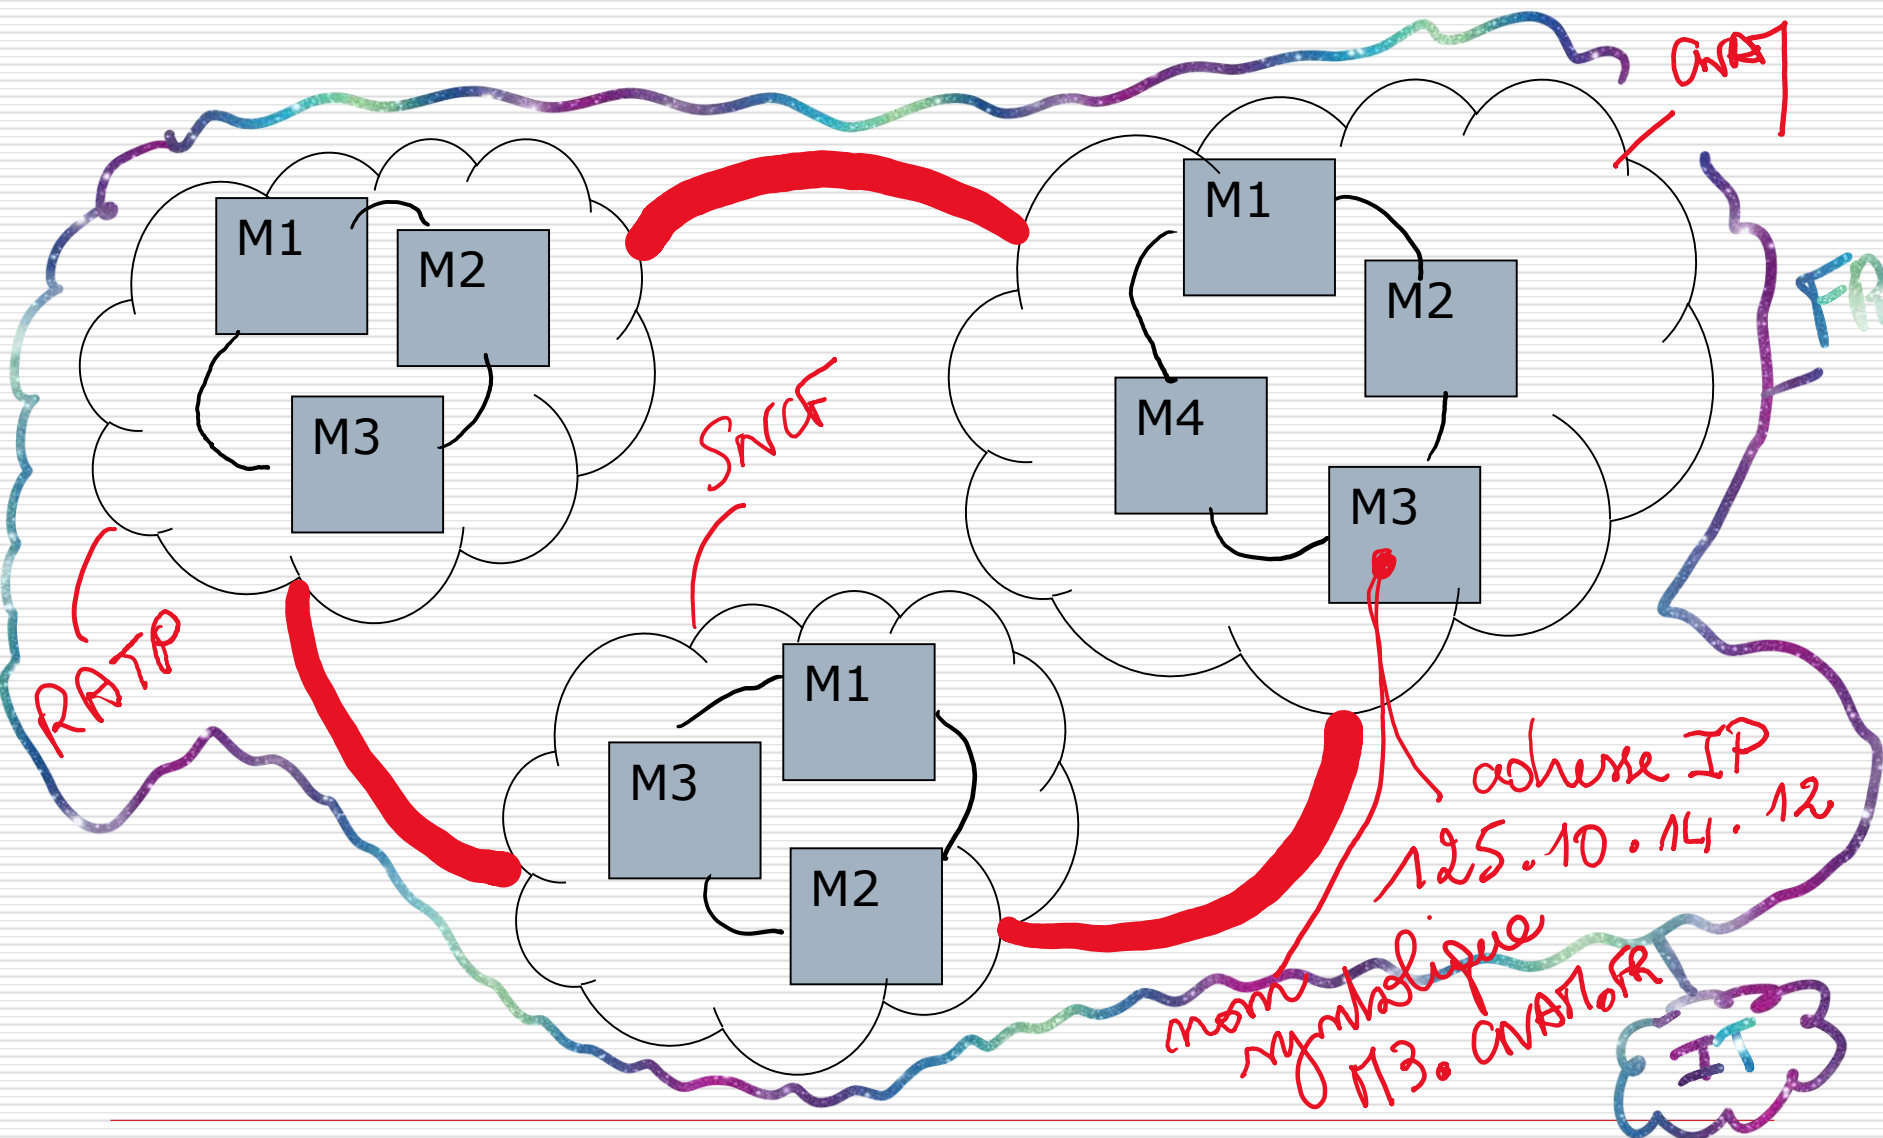 CNAM
M1
M2
M3
M1
M2
M4
M3
FR
SNCF
RATP
M1
M3
M2
adresse IP
125.10.14.12
nom
symbolique
M3.CNAM.FR
IT